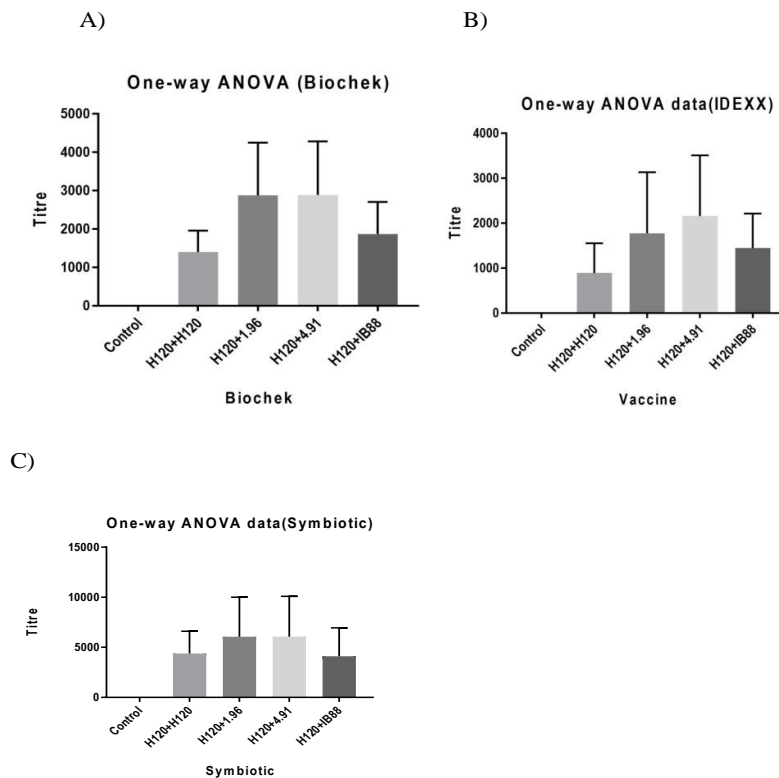 A)
One-way ANOVA (Biochek)
Titre
5000
4000
3000
2000
1000
0
Control
H120+H120
H120+1.96
H120+4.91
H120+IB88
Biochek
B)
One-way ANOVA data(IDEXX)
Titre
4000
3000
2000
1000
0
Control
H120+H120
H120+1.96
H120+4.91
H120+IB88
Vaccine
C)
One-way ANOVA data(Symbiotic)
Titre
15000
10000
5000
0
Control
H120+H120
H120+1.96
H120+4.91
H120+IB88
Symbiotic